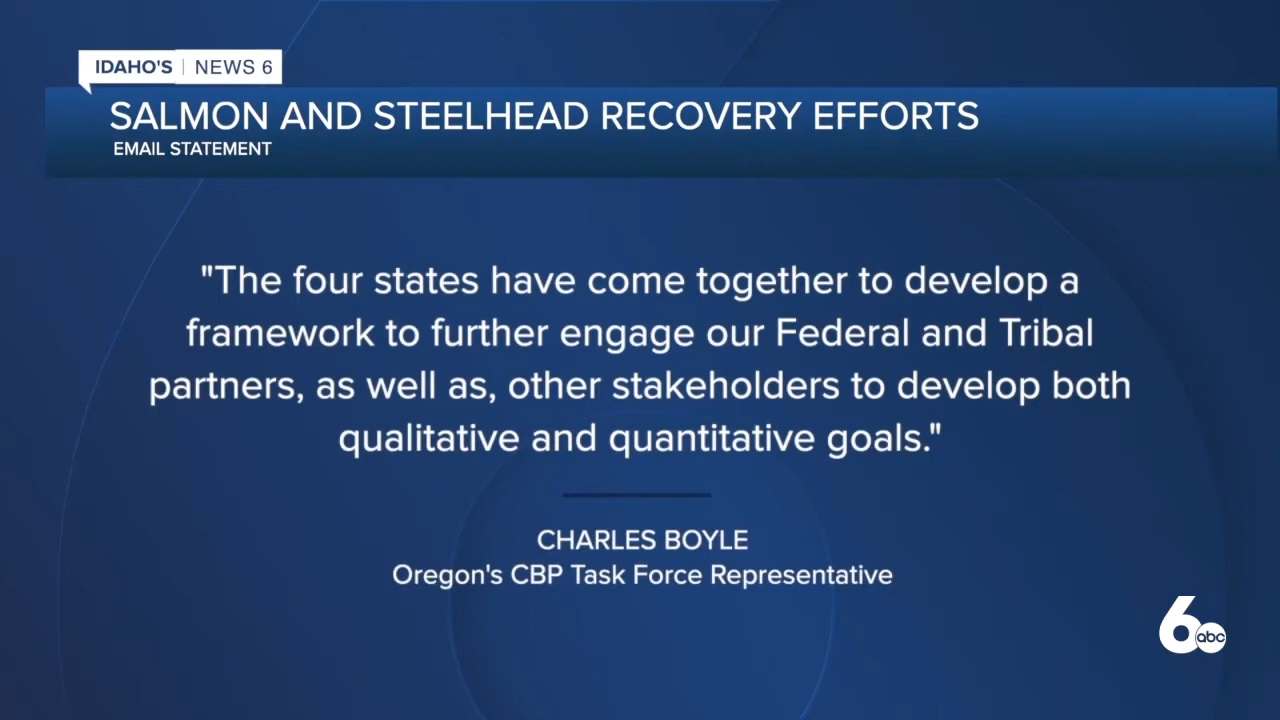 IDAHO'S | NEWS 6
SALMON AND STEELHEAD RECOVERY EFFORTS
EMAIL STATEMENT
"The four states have come together to develop a
framework to further engage our Federal and Tribal
partners, as well as, other stakeholders to develop both
qualitative and quantitative goals."
CHARLES BOYLE
Oregon's CBP Task Force Representative
6 abc